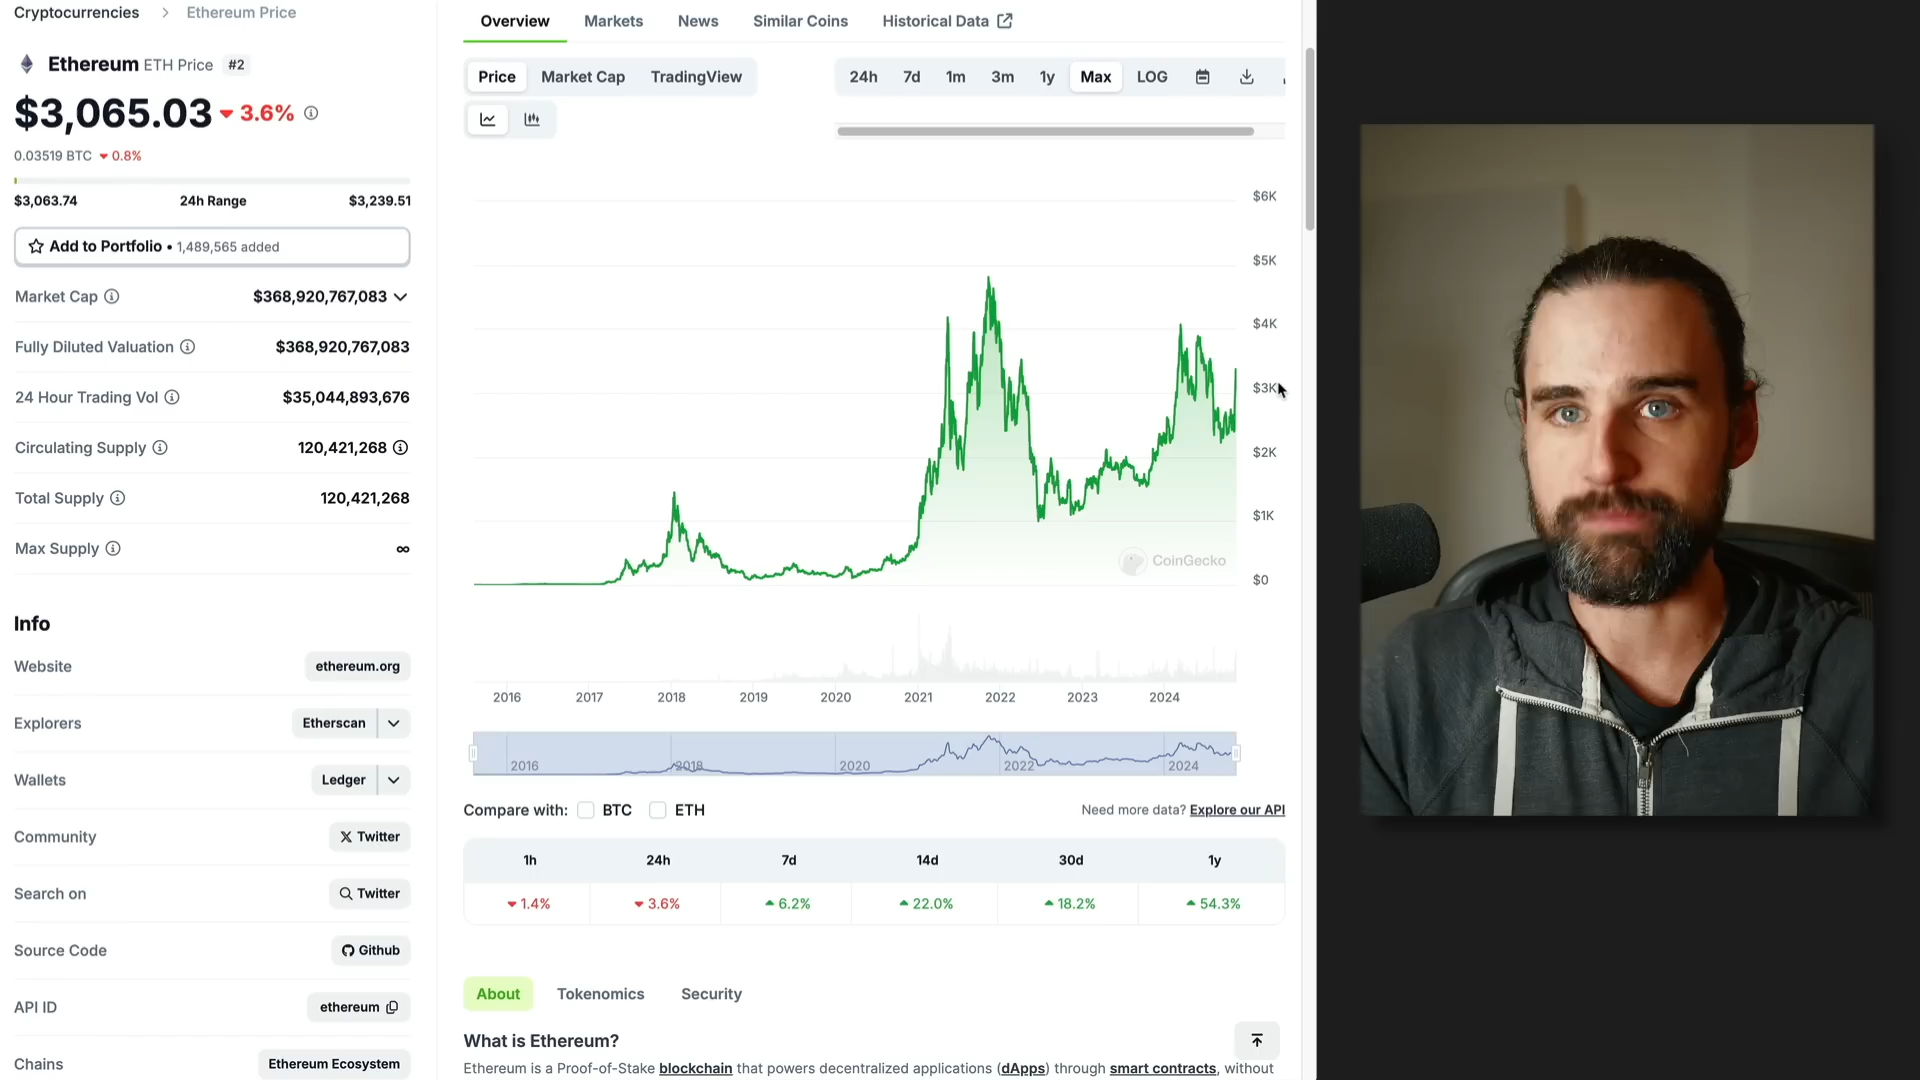 Cryptocurrencies > Ethereum Price
Ethereum ETH Price #2
$3,065.03 3.6%
0.03519 BTC 0.8%
$3,063.74 24h Range $3,239.51
Add to Portfolio • 1,489,565 added
Market Cap $368,920,767,083
Fully Diluted Valuation $368,920,767,083
24 Hour Trading Vol $35,044,893,676
Circulating Supply 120,421,268
Total Supply 120,421,268
Max Supply ∞
Info
Website ethereum.org
Explorers Etherscan
Wallets Ledger
Community Twitter
Search on Twitter
Source Code Github
API ID ethereum
Chains Ethereum Ecosystem
Overview Markets News Similar Coins Historical Data
Price Market Cap TradingView 24h 7d 1m 3m 1y Max LOG
$6K
$5K
$4K
$3K
$2K
$1K
$0
CoinGecko
2016 2017 2018 2019 2020 2021 2022 2023 2024
2016 2018 2020 2022 2024
Compare with: BTC ETH Need more data? Explore our API
1h 24h 7d 14d 30d 1y
1.4% 3.6% 6.2% 22.0% 18.2% 54.3%
About Tokenomics Security
What is Ethereum?
Ethereum is a Proof-of-Stake blockchain that powers decentralized applications (dApps) through smart contracts, without